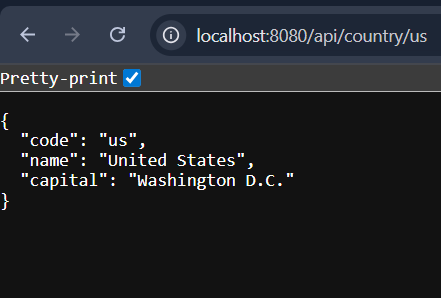 localhost:8080/api/country/us
Pretty-print
{
  "code": "us",
  "name": "United States",
  "capital": "Washington D.C."
}